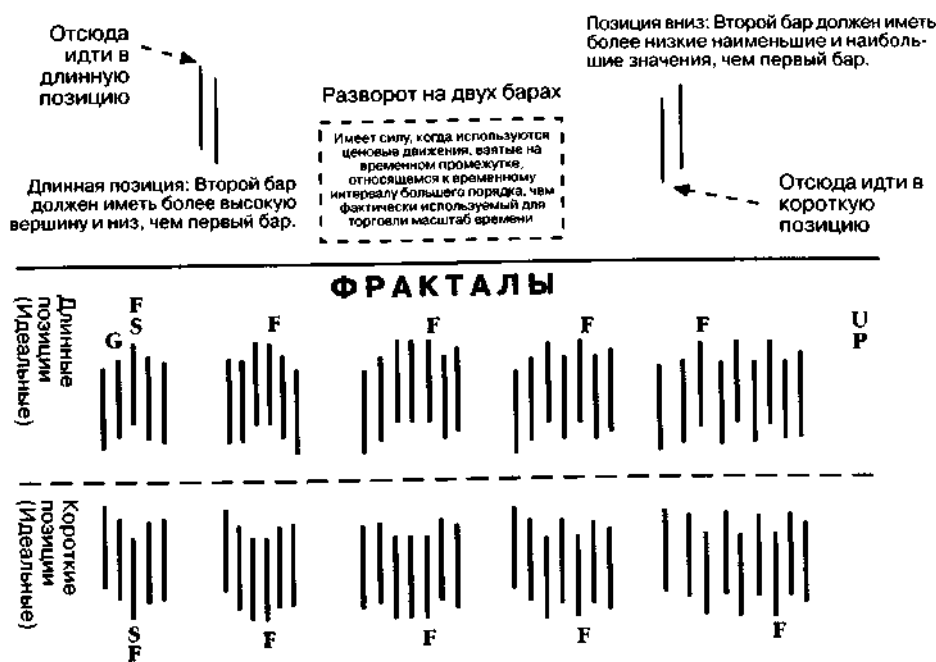 Отсюда
идти в
длинную
позицию
Длинная позиция: Второй бар
должен иметь более высокую
вершину и низ, чем первый бар.
Разворот на двух барах
Имеет силу, когда используются
ценовые движения, взятые на
временном промежутке,
относящемся к временному
интервалу большего порядка, чем
фактически используемый для
торговли масштаб времени
Позиция вниз: Второй бар должен иметь
более низкие наименьшие и наиболь-
шие значения, чем первый бар.
Отсюда идти в
короткую
позицию
ФРАКТАЛЫ
Длинные
позиции
(Идеальные)
F
S
G
F
F
F
F
U
P
Короткие
позиции
(Идеальные)
S
F
F
F
F
F